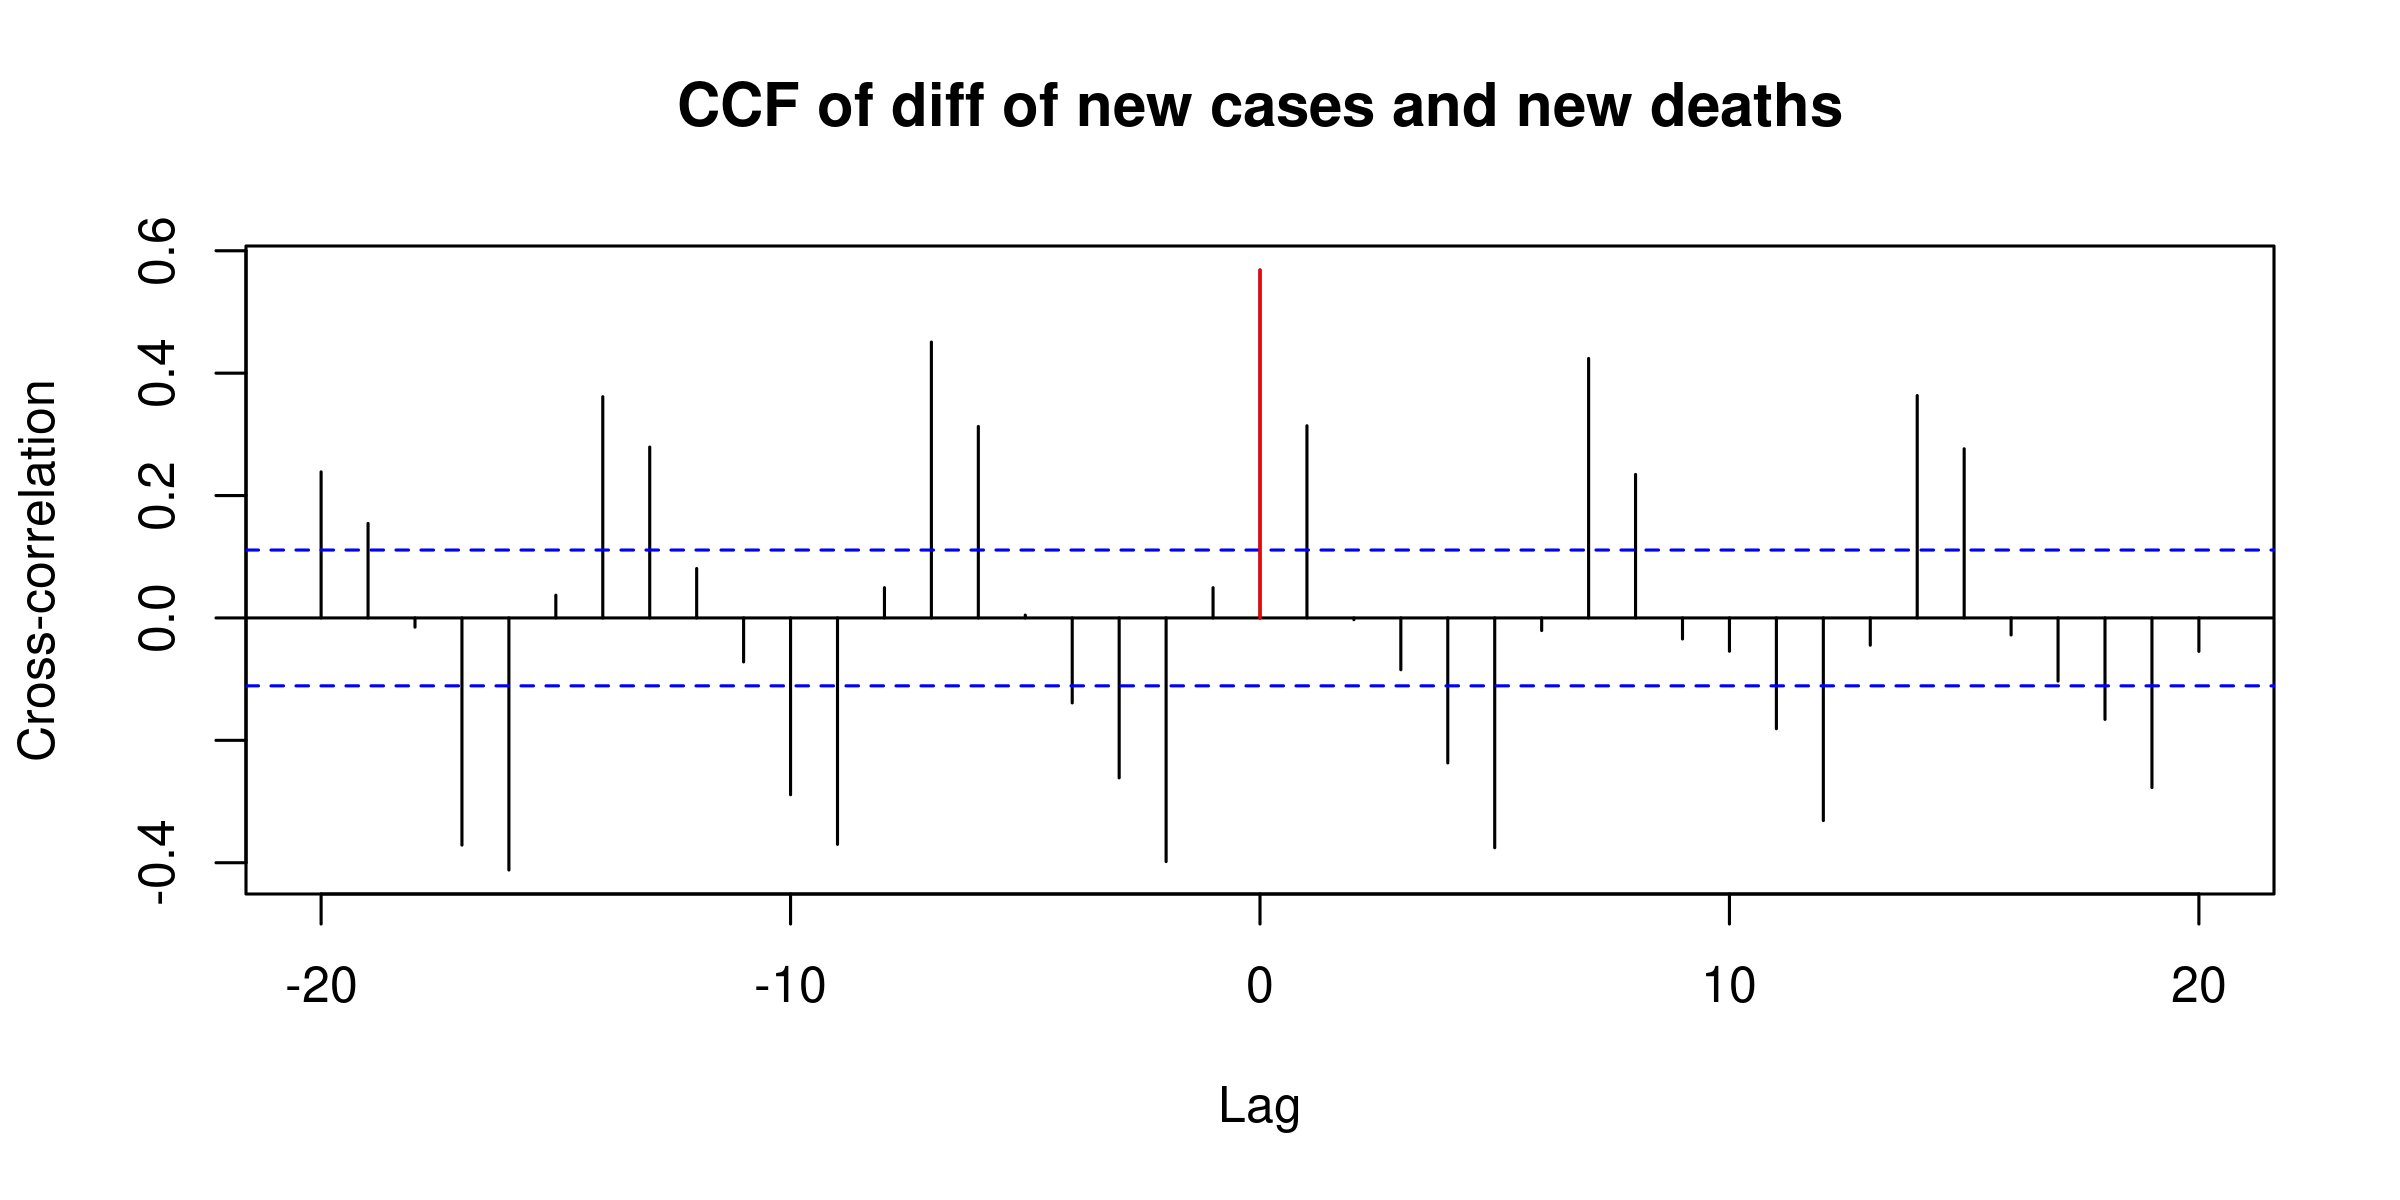 CCF of diff of new cases and new deaths
Cross-correlation
0.6
0.4
0.2
0.0
-0.4
-20 -10 0 10 20
Lag